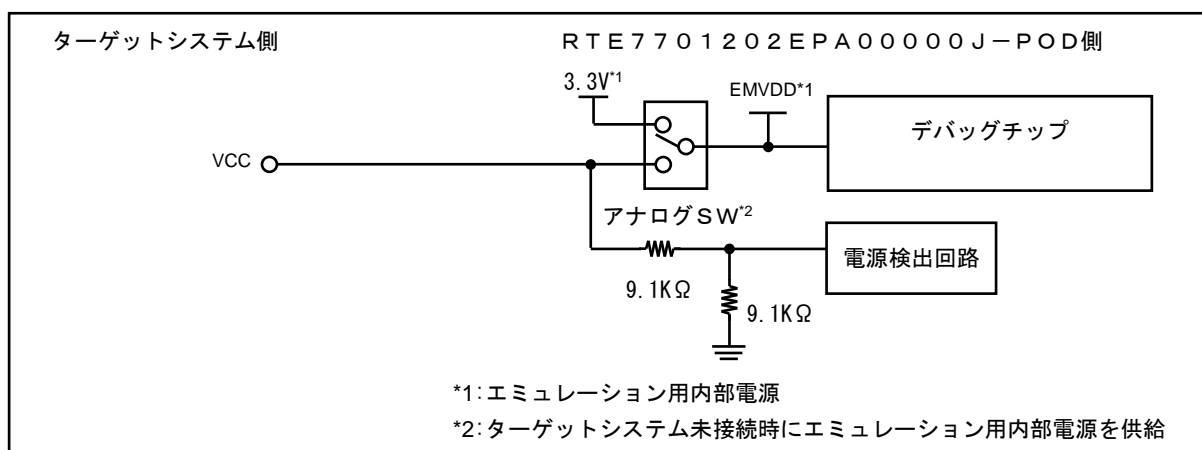 ターゲットシステム側
RTE7701202EPA00000J-POD側
3.3V*1
EMVDD*1
デバッグチップ
VCC
アナログSW*2
電源検出回路
9.1KΩ
9.1KΩ
*1:エミュレーション用内部電源
*2:ターゲットシステム未接続時にエミュレーション用内部電源を供給